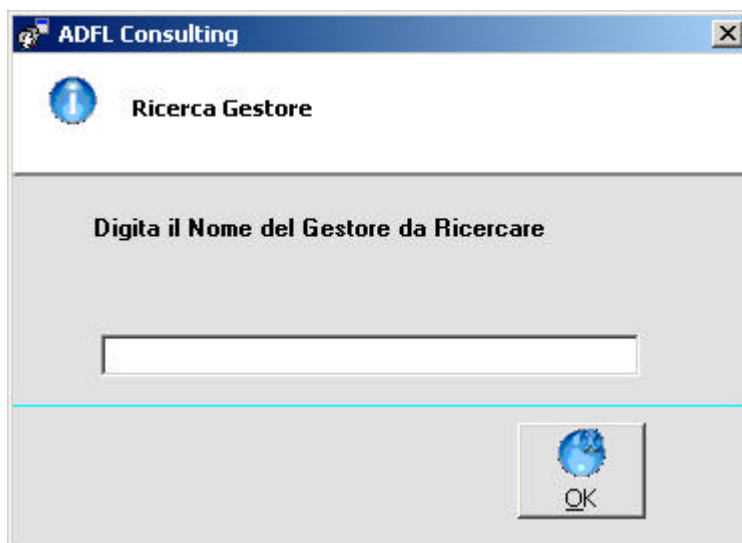 ADFL Consulting
Ricerca Gestore
Digita il Nome del Gestore da Ricercare
OK